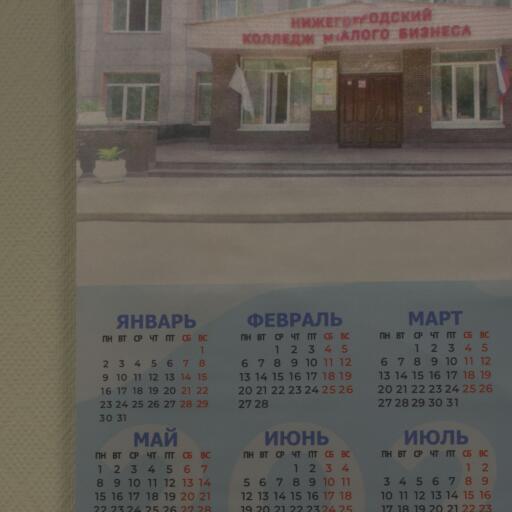 НИЖЕГОРОДСКИЙ
КОЛЛЕДЖ МАЛОГО БИЗНЕСА
ЯНВАРЬ ФЕВРАЛЬ МАРТ
ПН ВТ СР ЧТ ПТ СБ ВС ПН ВТ СР ЧТ ПТ СБ ВС ПН ВТ СР ЧТ ПТ СБ ВС
1 1 2 3 4 5 1 2 3 4 5
2 3 4 5 6 7 8 6 7 8 9 10 11 12 6 7 8 9 10 11 12
9 10 11 12 13 14 15 13 14 15 16 17 18 19 13 14 15 16 17 18 19
16 17 18 19 20 21 22 20 21 22 23 24 25 26 20 21 22 23 24 25 26
23 24 25 26 27 28 29 27 28 27 28 29 30 31
30 31
МАЙ ИЮНЬ ИЮЛЬ
ПН ВТ СР ЧТ ПТ СБ ВС ПН ВТ СР ЧТ ПТ СБ ВС ПН ВТ СР ЧТ ПТ СБ ВС
1 2 3 4 5 6 7 1 2 3 4 1 2
8 9 10 11 12 13 14 5 6 7 8 9 10 11 3 4 5 6 7 8 9
15 16 17 18 19 20 21 12 13 14 15 16 17 18 10 11 12 13 14 15 16
22 23 24 25 26 27 28 19 20 21 22 23 24 25 17 18 19 20 21 22 23